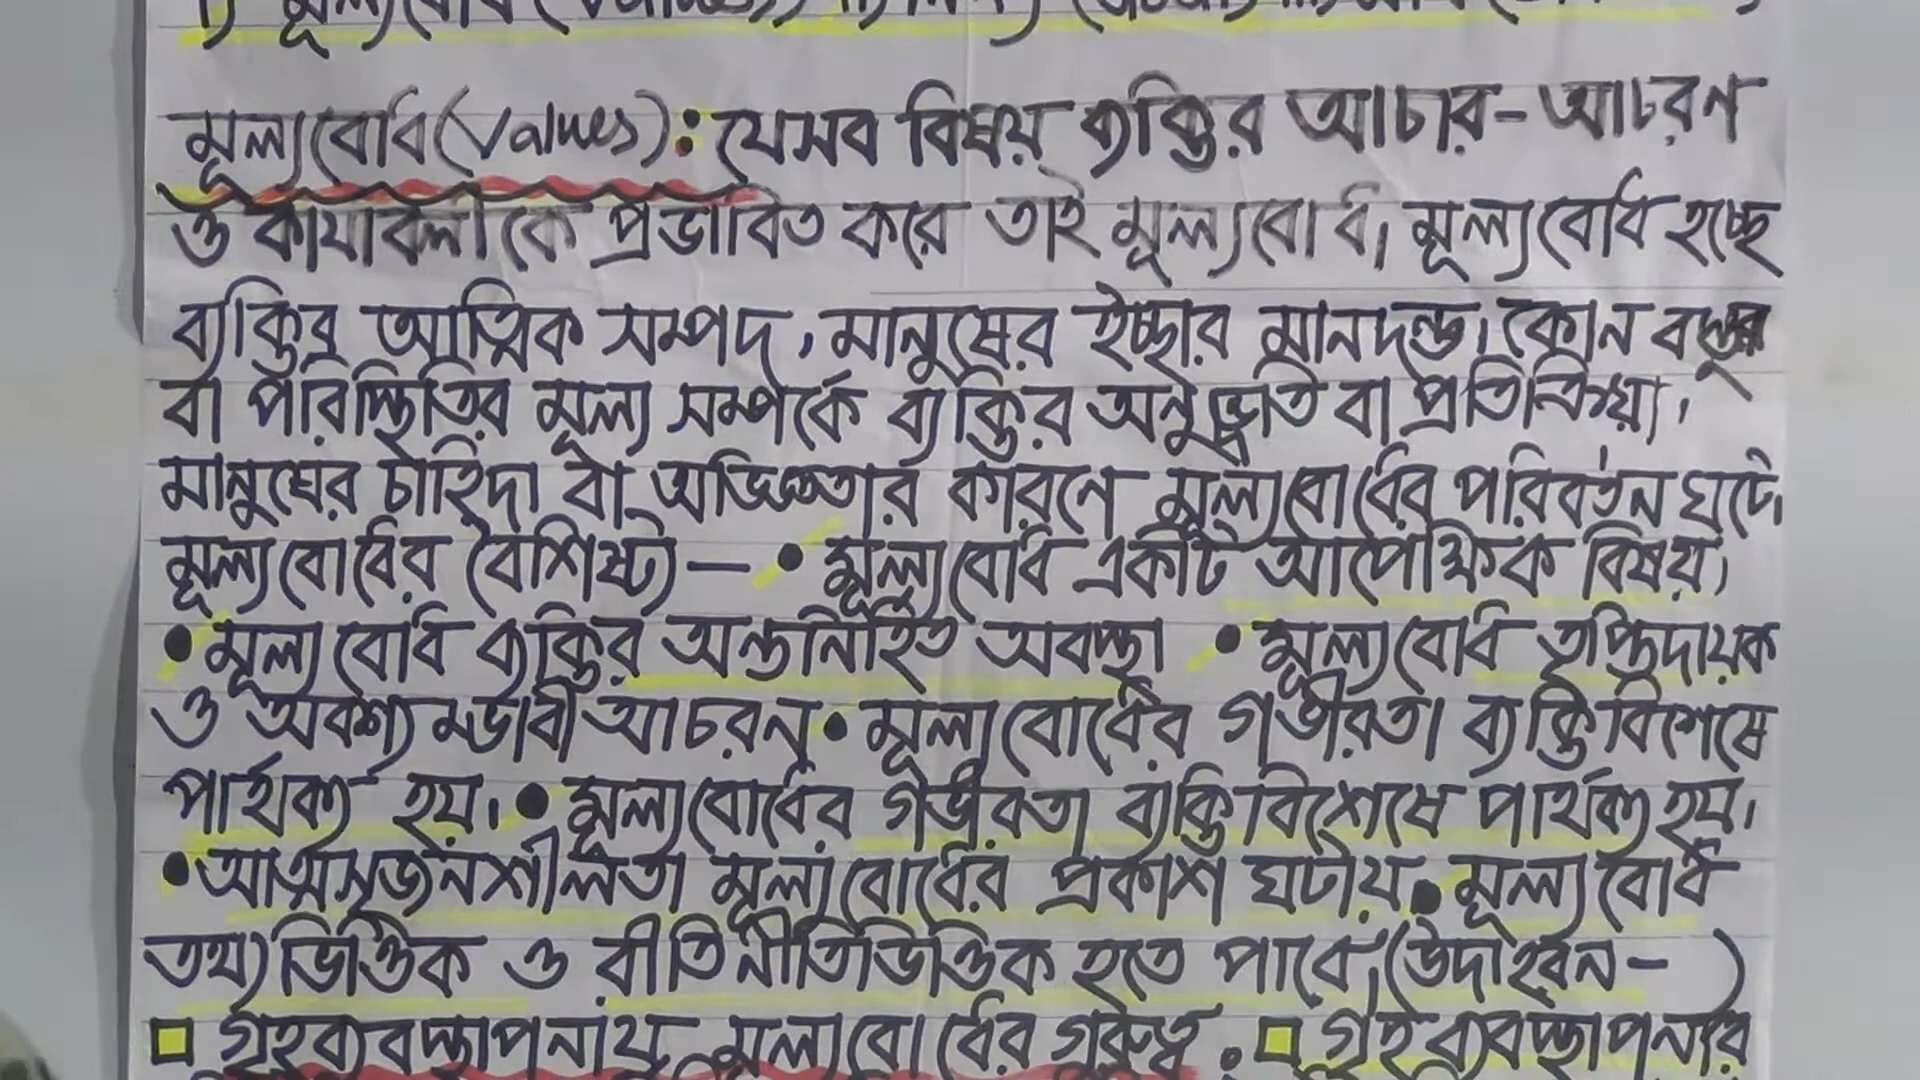 ১) মূল্যবোধ (Values)
মূল্যবোধ (Values): যেসব বিষয় ব্যক্তির আচার-আচরণ
ও কার্যাবলীকে প্রভাবিত করে তাই মূল্যবোধ। মূল্যবোধ হচ্ছে
ব্যক্তির আত্মিক সম্পদ, মানুষের ইচ্ছার মানদন্ড। কোন বস্তুর
বা পরিস্থিতির মূল্য সম্পর্কে ব্যক্তির অনুভূতি বা প্রতিক্রিয়া।
মানুষের চাহিদা বা অভিজ্ঞতার কারণে মূল্যবোধের পরিবর্তন ঘটে।
মূল্যবোধের বৈশিষ্ট্য— • মূল্যবোধ একটি আপেক্ষিক বিষয়।
• মূল্যবোধ ব্যক্তির অন্তর্নিহিত অবস্থা • মূল্যবোধ তৃপ্তিদায়ক
ও অবশ্যম্ভাবী আচরন • মূল্যবোধের গভীরতা ব্যক্তিবিশেষে
পার্থক্য হয়। • মূল্যবোধের গভীরতা ব্যক্তিবিশেষে পার্থক্য হয়।
• আত্মসৃজনশীলতা মূল্যবোধের প্রকাশ ঘটায়। • মূল্যবোধ
তথ্যভিত্তিক ও রীতিনীতিভিত্তিক হতে পারে। (উদাহরন- )
গৃহব্যবস্থাপনায় মূল্যবোধের গুরুত্ব : গৃহব্যবস্থাপনার